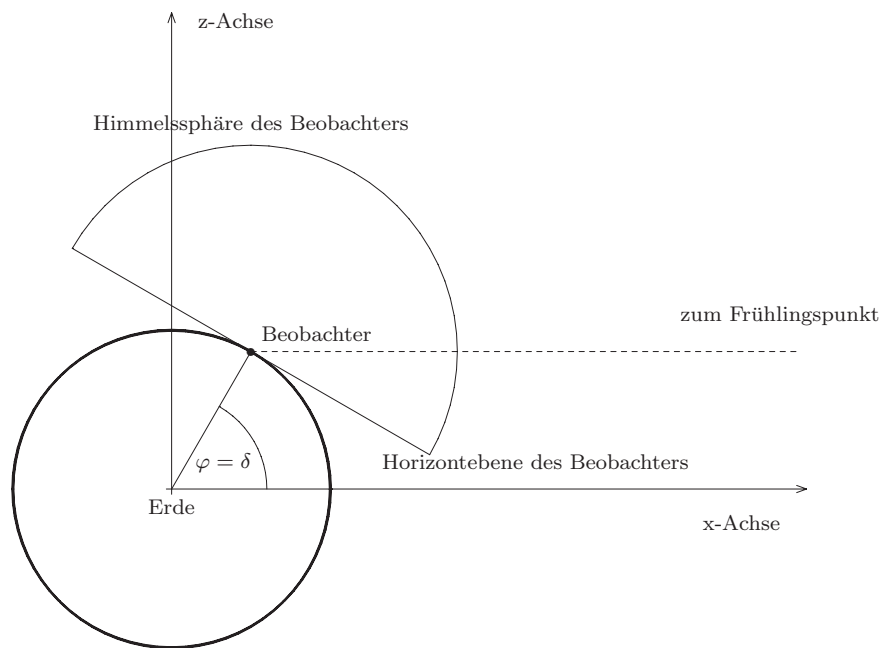 z-Achse
Himmelssphäre des Beobachters
zum Frühlingspunkt
Beobachter
φ = δ
Horizontebene des Beobachters
Erde
x-Achse